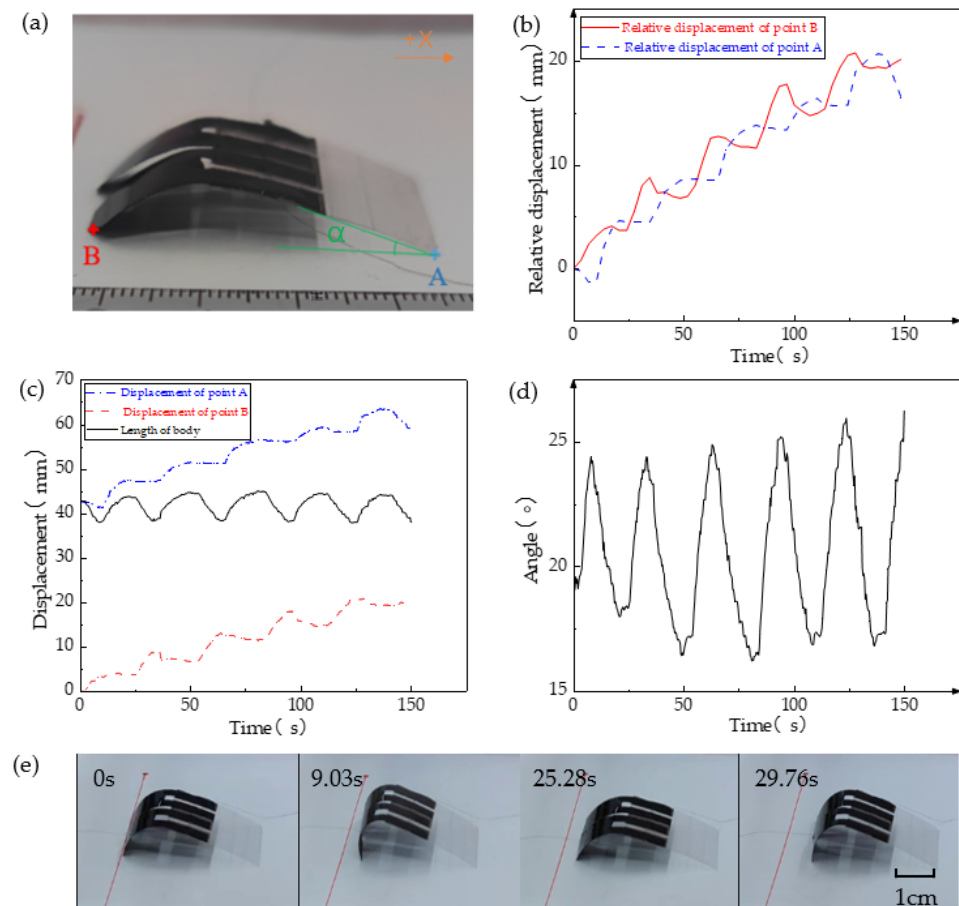 (a)
+X
α
B
A
(b)
Relative displacement( mm)
20
10
0
Relative displacement of point B
Relative displacement of point A
0
50
100
150
Time( s)
(c)
Displacement( mm)
70
60
50
40
30
20
10
0
Displacement of point A
Displacement of point B
Length of body
0
50
100
150
Time( s)
(d)
Angle( °)
25
20
15
0
50
100
150
Time( s)
(e)
0s
9.03s
25.28s
29.76s
1cm